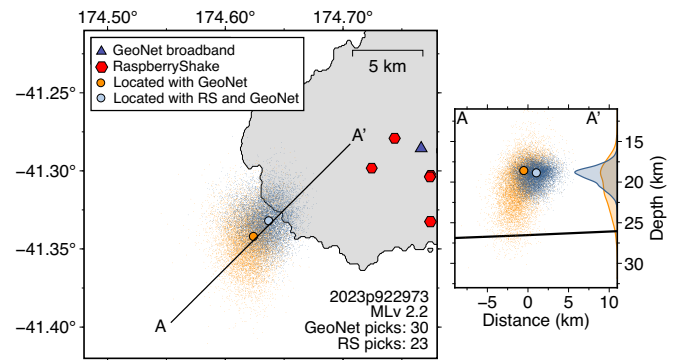 174.50° 174.60° 174.70°
GeoNet broadband
RaspberryShake
Located with GeoNet
Located with RS and GeoNet
5 km
−41.25°
−41.30°
−41.35°
−41.40°
A'
A
2023p922973
MLv 2.2
GeoNet picks: 30
RS picks: 23
A A'
15
20
25
30
Depth (km)
−5 0 5 10
Distance (km)